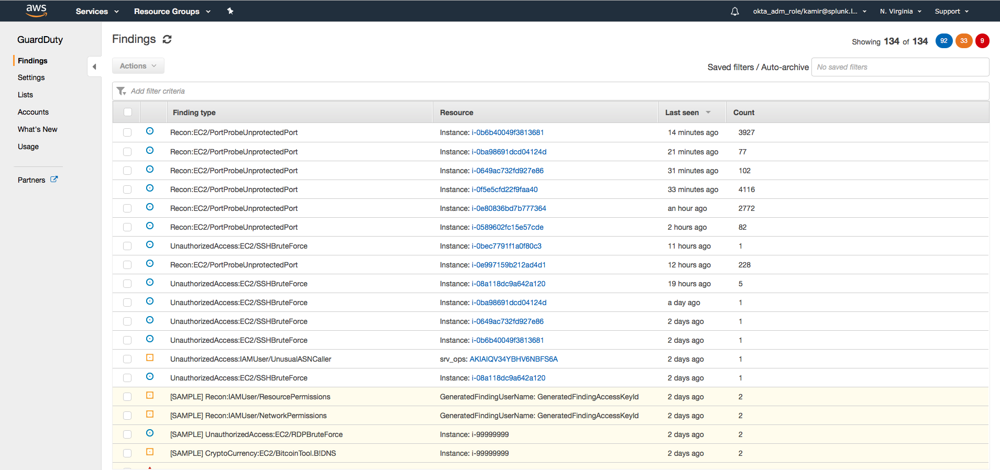 aws Services Resource Groups okta_adm_role/kamir@splunk.l... N. Virginia Support
GuardDuty
Findings
Settings
Lists
Accounts
What's New
Usage
Partners
Findings
Showing 134 of 134 92 33 9
Actions
Saved filters / Auto-archive No saved filters
Add filter criteria
Finding type Resource Last seen Count
Recon:EC2/PortProbeUnprotectedPort Instance: i-0b6b40049f3813681 14 minutes ago 3927
Recon:EC2/PortProbeUnprotectedPort Instance: i-0ba98691dcd04124d 21 minutes ago 77
Recon:EC2/PortProbeUnprotectedPort Instance: i-0649ac732fd927e86 31 minutes ago 102
Recon:EC2/PortProbeUnprotectedPort Instance: i-0f5e5cfd22f9faa40 33 minutes ago 4116
Recon:EC2/PortProbeUnprotectedPort Instance: i-0e80836bd7b777364 an hour ago 2772
Recon:EC2/PortProbeUnprotectedPort Instance: i-0589602fc15e57cde 2 hours ago 82
UnauthorizedAccess:EC2/SSHBruteForce Instance: i-0bec7791f1a0f80c3 11 hours ago 1
Recon:EC2/PortProbeUnprotectedPort Instance: i-0e997159b212ad4d1 12 hours ago 228
UnauthorizedAccess:EC2/SSHBruteForce Instance: i-08a118dc9a642a120 19 hours ago 5
UnauthorizedAccess:EC2/SSHBruteForce Instance: i-0ba98691dcd04124d a day ago 1
UnauthorizedAccess:EC2/SSHBruteForce Instance: i-0649ac732fd927e86 2 days ago 1
UnauthorizedAccess:EC2/SSHBruteForce Instance: i-0b6b40049f3813681 2 days ago 1
UnauthorizedAccess:IAMUser/UnusualASNCaller srv_ops: AKIAIQV34YBHV6NBFS6A 2 days ago 1
UnauthorizedAccess:EC2/SSHBruteForce Instance: i-08a118dc9a642a120 2 days ago 1
[SAMPLE] Recon:IAMUser/ResourcePermissions GeneratedFindingUserName: GeneratedFindingAccessKeyId 2 days ago 2
[SAMPLE] Recon:IAMUser/NetworkPermissions GeneratedFindingUserName: GeneratedFindingAccessKeyId 2 days ago 2
[SAMPLE] UnauthorizedAccess:EC2/RDPBruteForce Instance: i-99999999 2 days ago 2
[SAMPLE] CryptoCurrency:EC2/BitcoinTool.B!DNS Instance: i-99999999 2 days ago 2